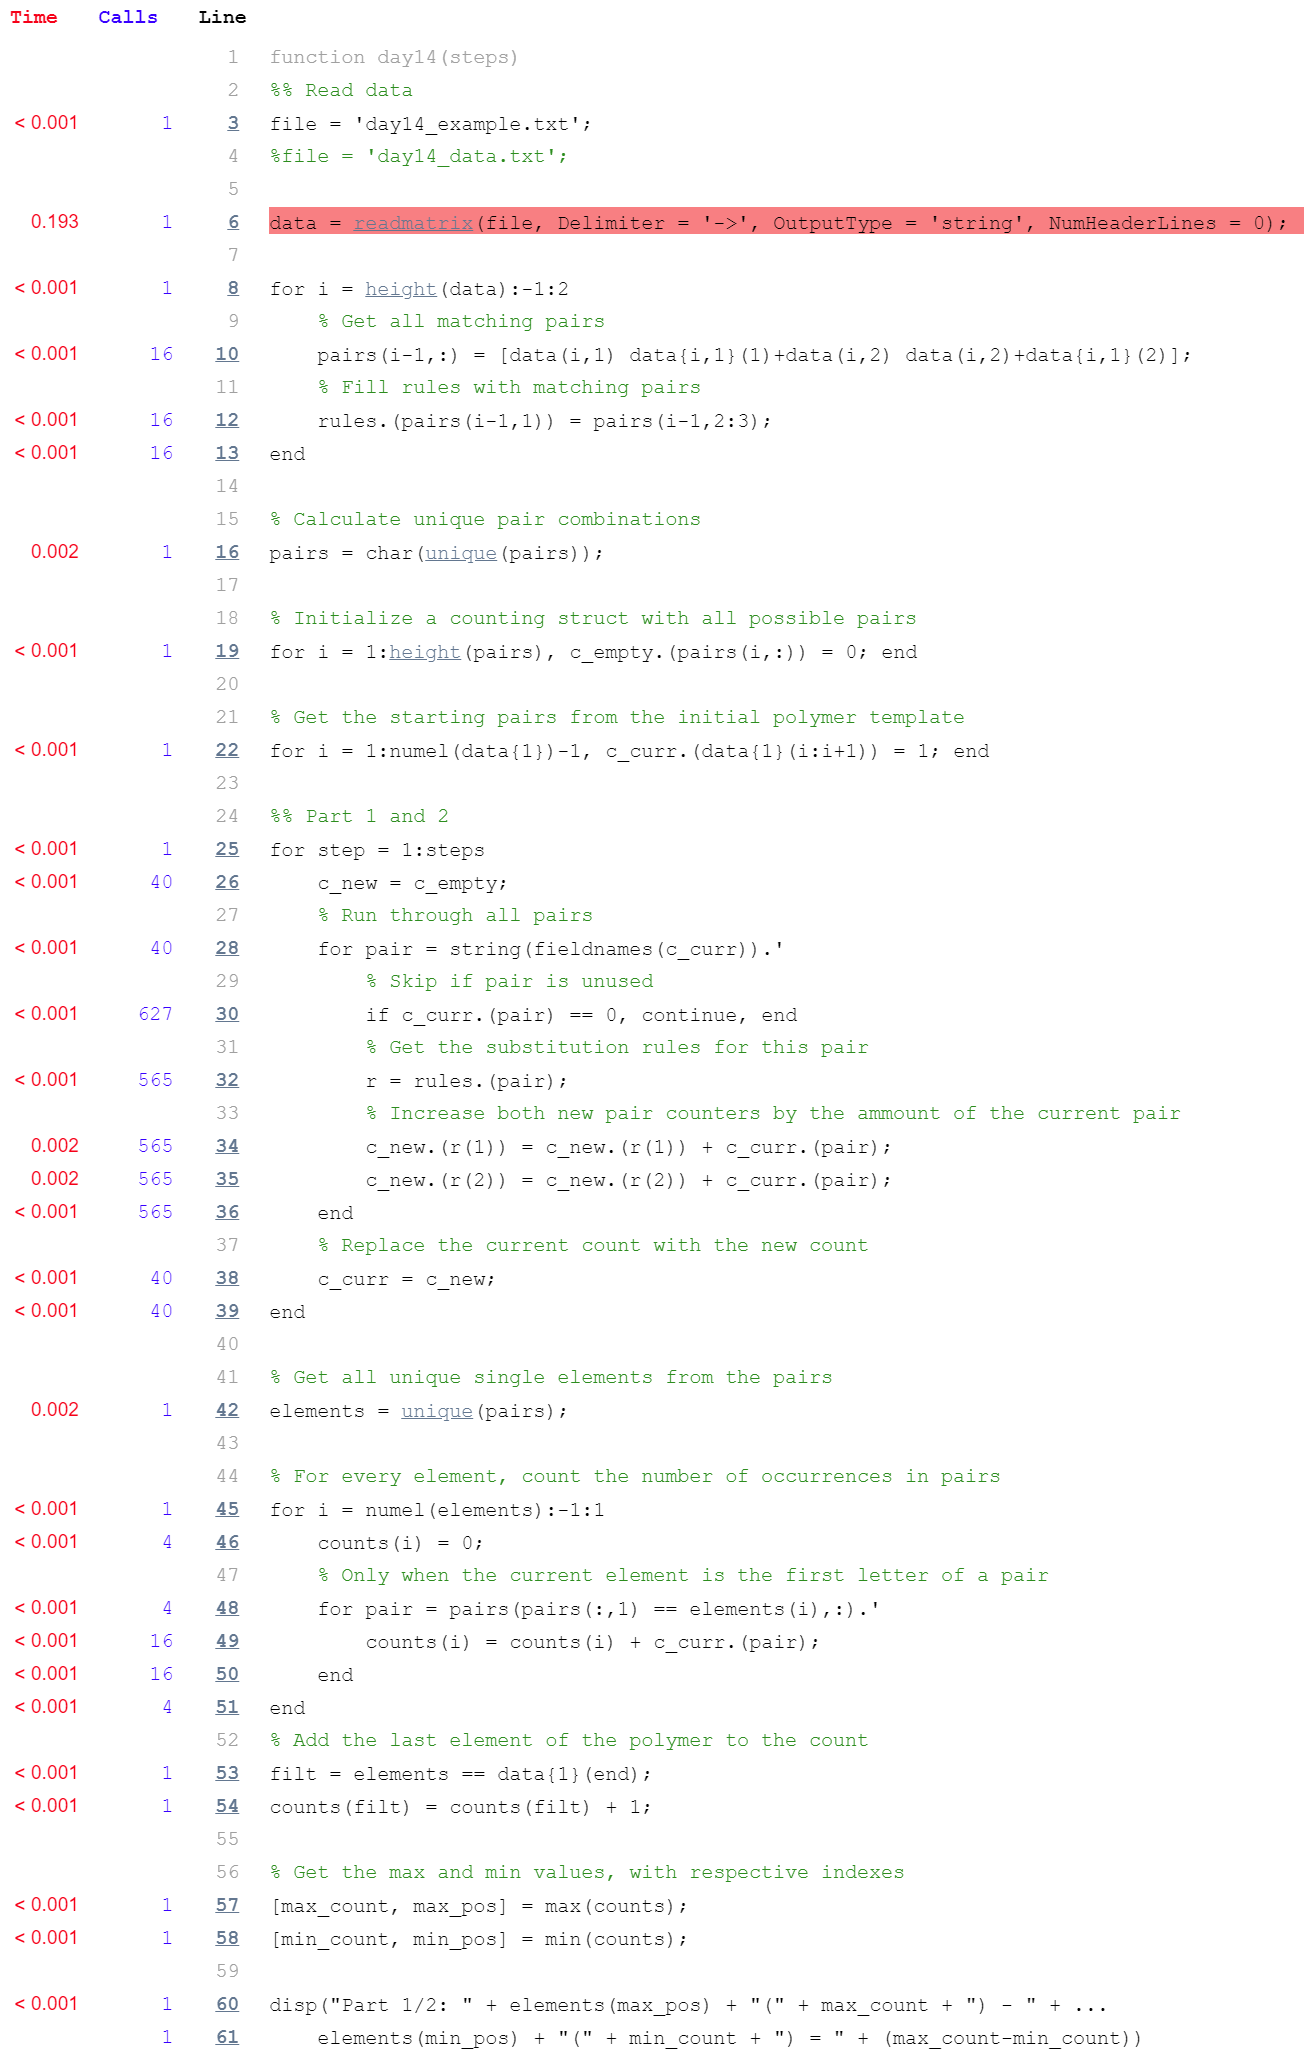 Time Calls Line
1 function day14(steps)
2 %% Read data
< 0.001 1 3 file = 'day14_example.txt';
4 %file = 'day14_data.txt';
5
0.193 1 6 data = readmatrix(file, Delimiter = '->', OutputType = 'string', NumHeaderLines = 0);
7
< 0.001 1 8 for i = height(data):-1:2
9     % Get all matching pairs
< 0.001 16 10     pairs(i-1,:) = [data(i,1) data{i,1}(1)+data(i,2) data(i,2)+data{i,1}(2)];
11     % Fill rules with matching pairs
< 0.001 16 12     rules.(pairs(i-1,1)) = pairs(i-1,2:3);
< 0.001 16 13 end
14
15 % Calculate unique pair combinations
0.002 1 16 pairs = char(unique(pairs));
17
18 % Initialize a counting struct with all possible pairs
< 0.001 1 19 for i = 1:height(pairs), c_empty.(pairs(i,:)) = 0; end
20
21 % Get the starting pairs from the initial polymer template
< 0.001 1 22 for i = 1:numel(data{1})-1, c_curr.(data{1}(i:i+1)) = 1; end
23
24 %% Part 1 and 2
< 0.001 1 25 for step = 1:steps
< 0.001 40 26     c_new = c_empty;
27     % Run through all pairs
< 0.001 40 28     for pair = string(fieldnames(c_curr)).'
29         % Skip if pair is unused
< 0.001 627 30         if c_curr.(pair) == 0, continue, end
31         % Get the substitution rules for this pair
< 0.001 565 32         r = rules.(pair);
33         % Increase both new pair counters by the ammount of the current pair
0.002 565 34         c_new.(r(1)) = c_new.(r(1)) + c_curr.(pair);
0.002 565 35         c_new.(r(2)) = c_new.(r(2)) + c_curr.(pair);
< 0.001 565 36     end
37     % Replace the current count with the new count
< 0.001 40 38     c_curr = c_new;
< 0.001 40 39 end
40
41 % Get all unique single elements from the pairs
0.002 1 42 elements = unique(pairs);
43
44 % For every element, count the number of occurrences in pairs
< 0.001 1 45 for i = numel(elements):-1:1
< 0.001 4 46     counts(i) = 0;
47     % Only when the current element is the first letter of a pair
< 0.001 4 48     for pair = pairs(pairs(:,1) == elements(i),:).'
< 0.001 16 49         counts(i) = counts(i) + c_curr.(pair);
< 0.001 16 50     end
< 0.001 4 51 end
52 % Add the last element of the polymer to the count
< 0.001 1 53 filt = elements == data{1}(end);
< 0.001 1 54 counts(filt) = counts(filt) + 1;
55
56 % Get the max and min values, with respective indexes
< 0.001 1 57 [max_count, max_pos] = max(counts);
< 0.001 1 58 [min_count, min_pos] = min(counts);
59
< 0.001 1 60 disp("Part 1/2: " + elements(max_pos) + "(" + max_count + ") - " + ...
1 61     elements(min_pos) + "(" + min_count + ") = " + (max_count-min_count))